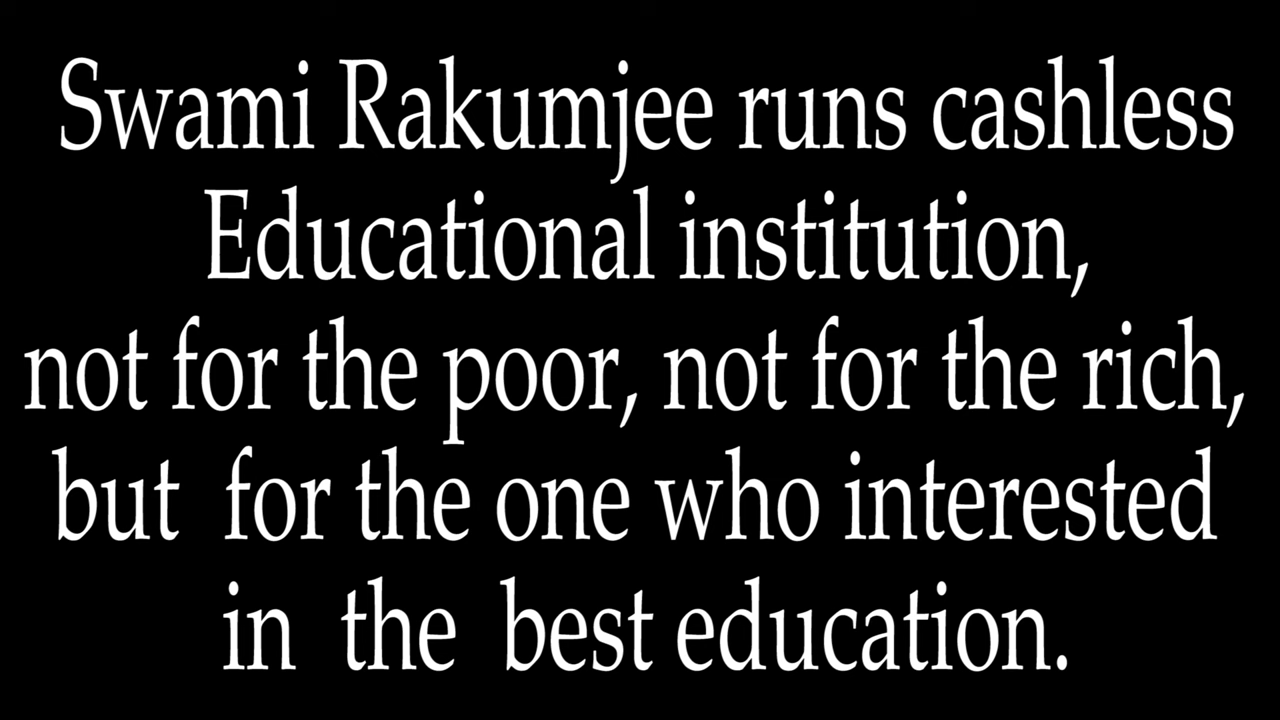 Swami Rakumjee runs cashless
Educational institution,
not for the poor, not for the rich,
but for the one who interested
in the best education.